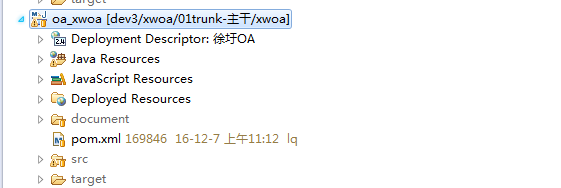 target
oa_xwoa [dev3/xwoa/01trunk-主干/xwoa]
Deployment Descriptor: 徐圩OA
Java Resources
JavaScript Resources
Deployed Resources
document
pom.xml 169846 16-12-7 上午11:12 lq
src
target